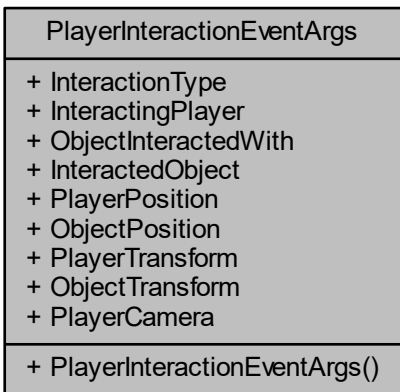 PlayerInteractionEventArgs
+ InteractionType
+ InteractingPlayer
+ ObjectInteractedWith
+ InteractedObject
+ PlayerPosition
+ ObjectPosition
+ PlayerTransform
+ ObjectTransform
+ PlayerCamera
+ PlayerInteractionEventArgs()